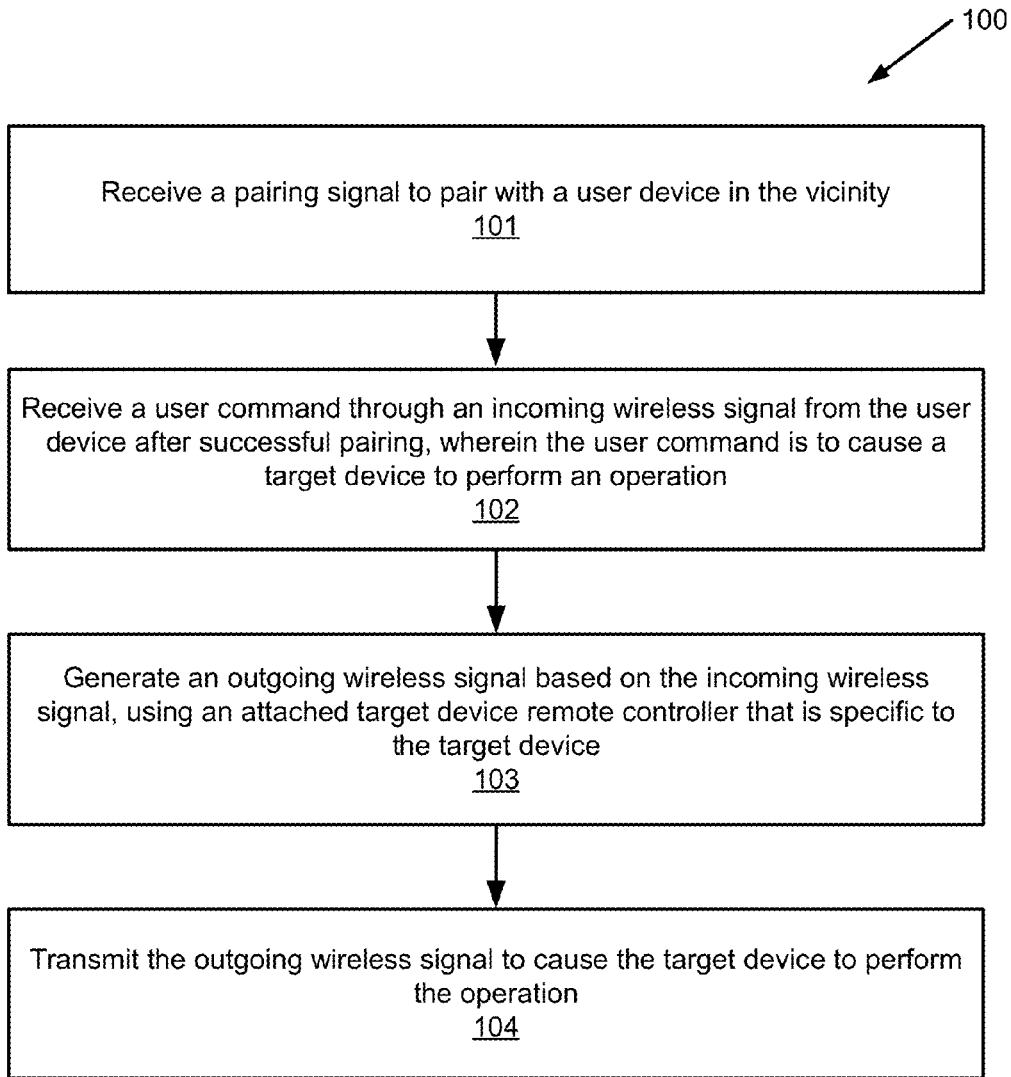 100
Receive a pairing signal to pair with a user device in the vicinity
101
Receive a user command through an incoming wireless signal from the user
device after successful pairing, wherein the user command is to cause a
target device to perform an operation
102
Generate an outgoing wireless signal based on the incoming wireless
signal, using an attached target device remote controller that is specific to
the target device
103
Transmit the outgoing wireless signal to cause the target device to perform
the operation
104